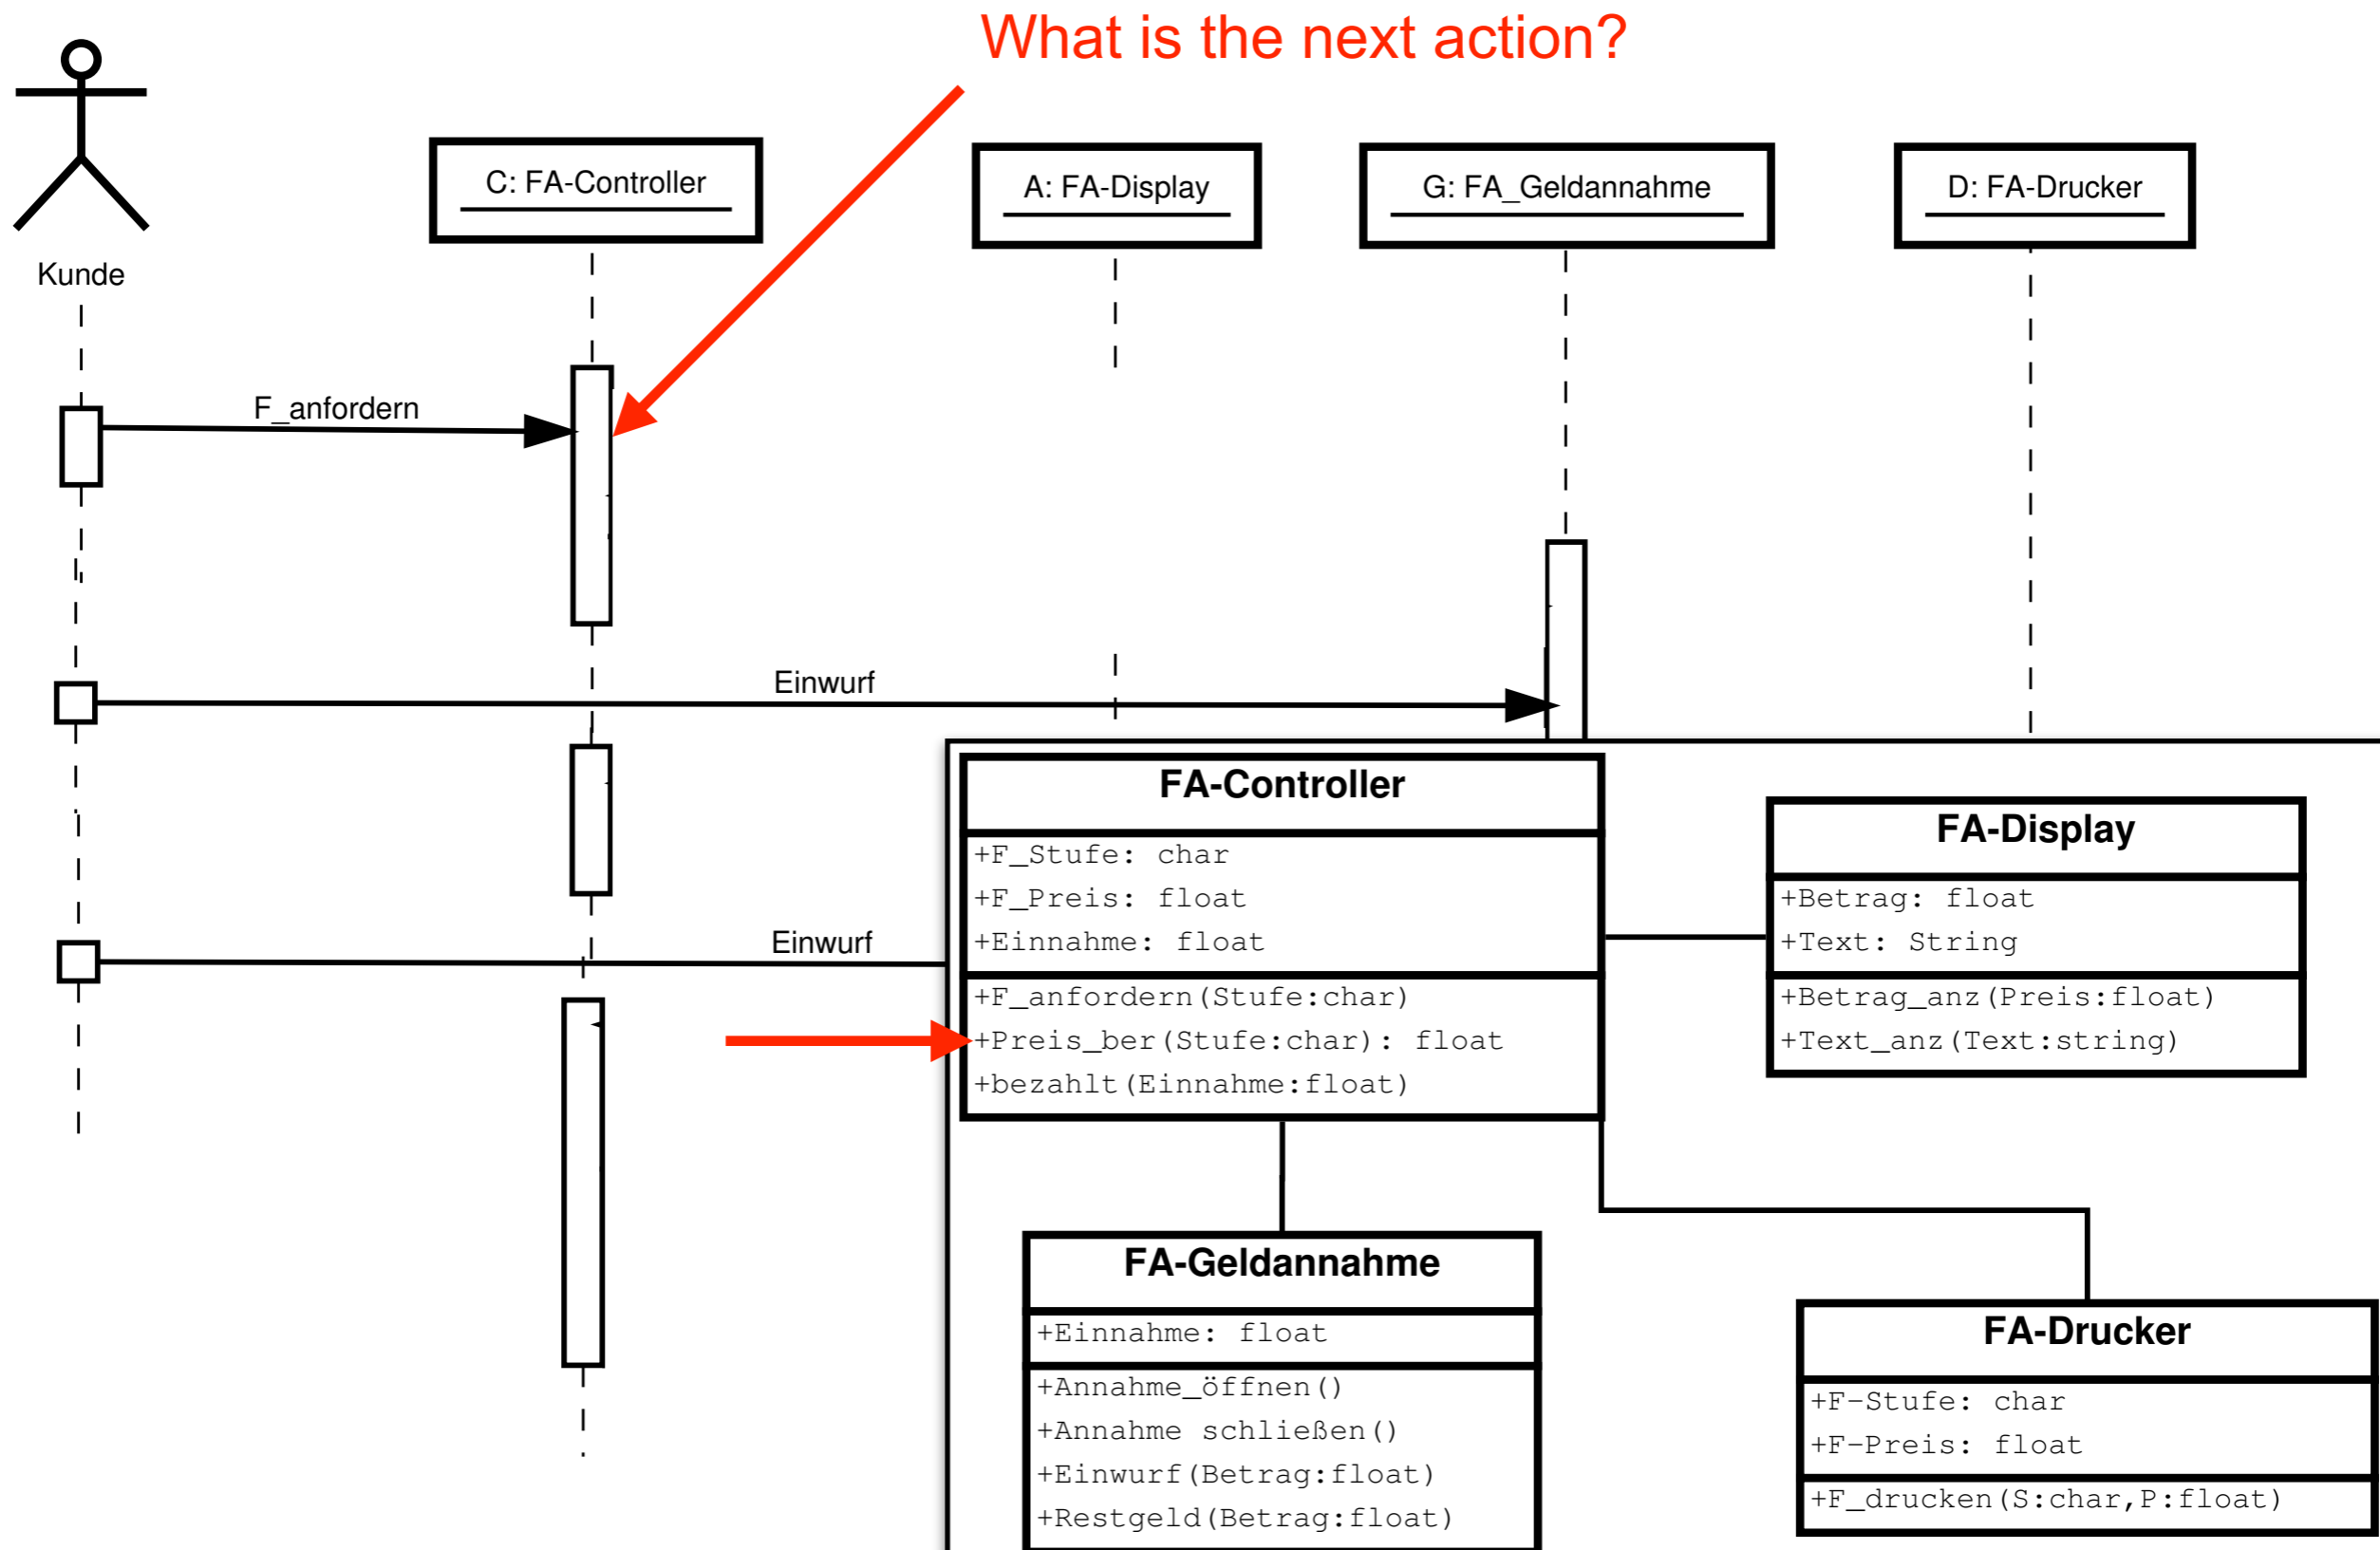 What is the next action?
C: FA-Controller
A: FA-Display
G: FA_Geldannahme
D: FA-Drucker
Kunde
F_anfordern
Einwurf
Einwurf
FA-Controller
+F_Stufe: char
+F_Preis: float
+Einnahme: float
+F_anfordern(Stufe:char)
+Preis_ber(Stufe:char): float
+bezahlt(Einnahme:float)
FA-Display
+Betrag: float
+Text: String
+Betrag_anz(Preis:float)
+Text_anz(Text:string)
FA-Geldannahme
+Einnahme: float
+Annahme_öffnen()
+Annahme schließen()
+Einwurf(Betrag:float)
+Restgeld(Betrag:float)
FA-Drucker
+F-Stufe: char
+F-Preis: float
+F_drucken(S:char,P:float)